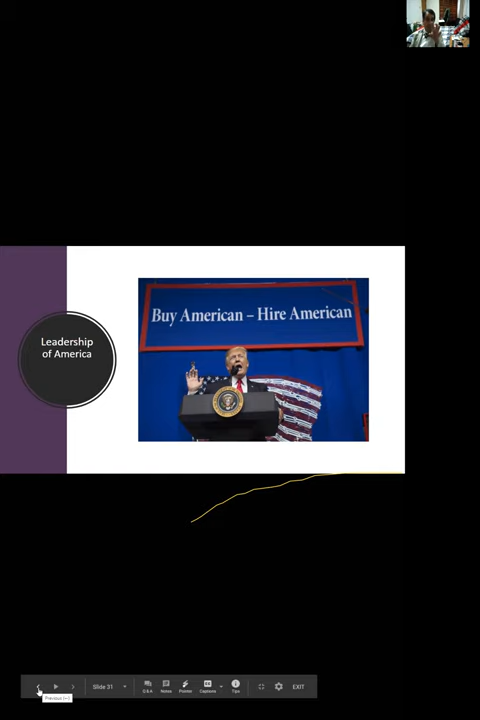 Buy American – Hire American
Leadership
of America
Slide 31
Q&A
Notes
Pointer
Captions
Tips
EXIT
Previous (←)